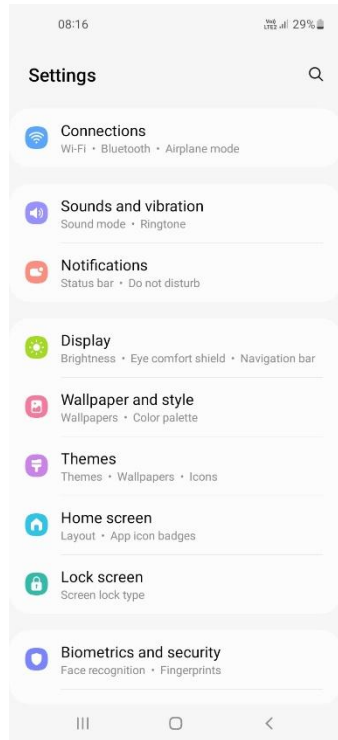 08:16 VoD LTE2 29%
Settings
Connections
Wi-Fi • Bluetooth • Airplane mode
Sounds and vibration
Sound mode • Ringtone
Notifications
Status bar • Do not disturb
Display
Brightness • Eye comfort shield • Navigation bar
Wallpaper and style
Wallpapers • Color palette
Themes
Themes • Wallpapers • Icons
Home screen
Layout • App icon badges
Lock screen
Screen lock type
Biometrics and security
Face recognition • Fingerprints